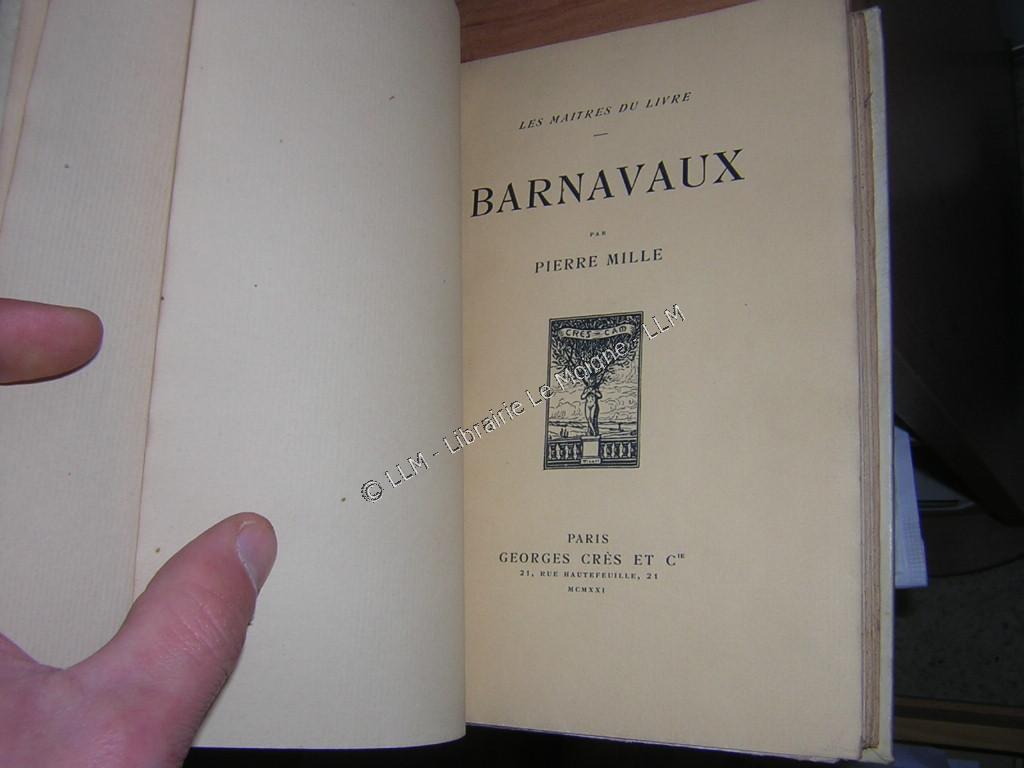 LES MAITRES DU LIVRE
BARNAVAUX
PAR
PIERRE MILLE
CRES - CAM
© LLM - Librairie Le Moigne - LLM
PARIS
GEORGES CRÈS ET Cᴵᴱ
21, RUE HAUTEFEUILLE, 21
MCMXXI